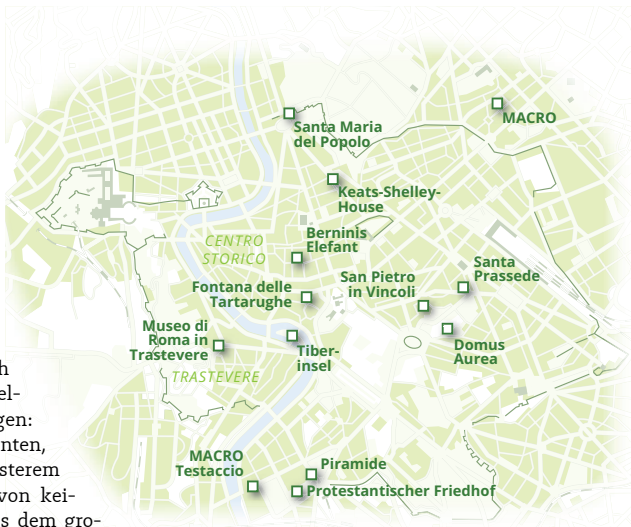 MACRO
Santa Maria
del Popolo
Keats-Shelley-
House
CENTRO
STORICO
Berninis
Elefant
Fontana delle
Tartarughe
San Pietro
in Vincoli
Santa
Prassede
Museo di
Roma in
Trastevere
Tiber-
insel
Domus
Aurea
TRASTEVERE
MACRO
Testaccio
Piramide
Protestantischer Friedhof
h
el-
gen:
nten,
sterem
von kei-
s dem gro-